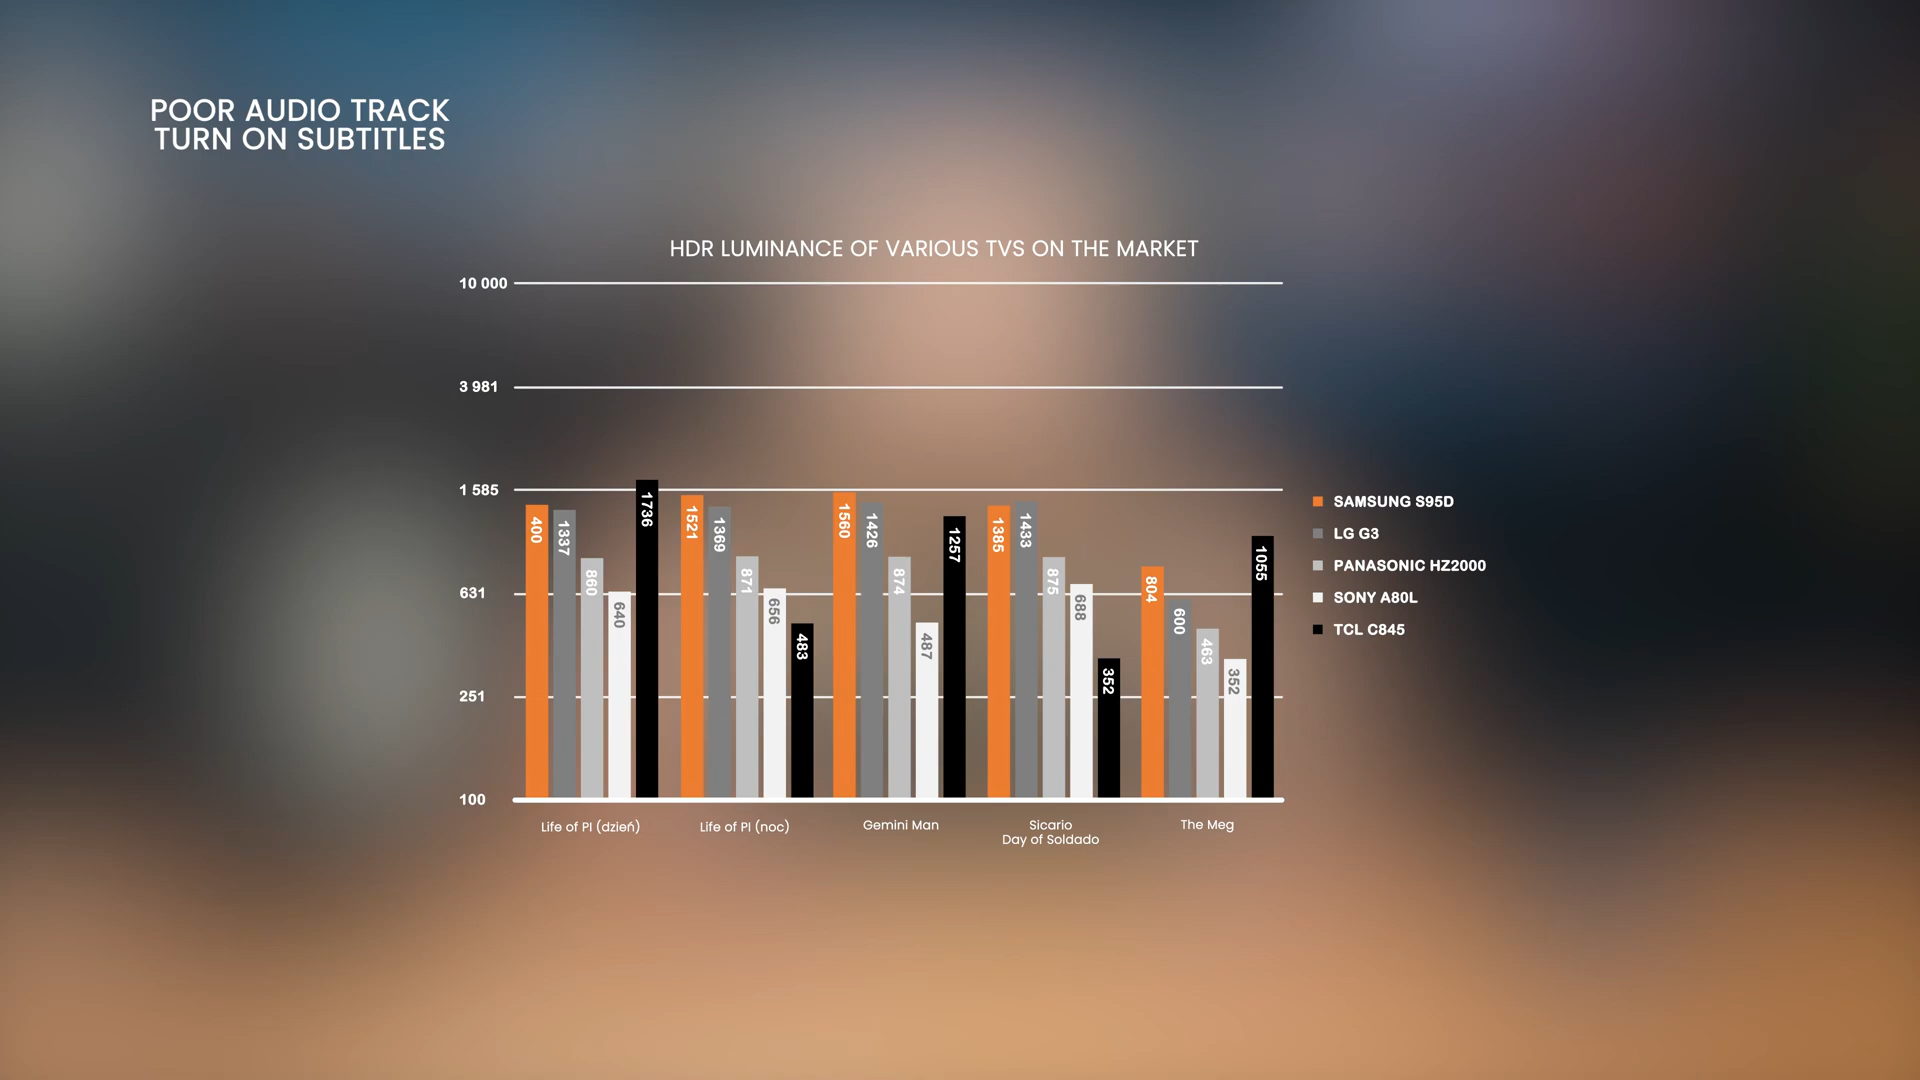 POOR AUDIO TRACK
TURN ON SUBTITLES
HDR LUMINANCE OF VARIOUS TVS ON THE MARKET
10 000
3 981
1 585
631
251
100
400
1337
860
640
1736
1521
1369
871
656
483
1560
1426
874
487
1257
1385
1433
875
688
352
804
600
463
352
1055
Life of PI (dzień)
Life of PI (noc)
Gemini Man
Sicario
Day of Soldado
The Meg
SAMSUNG S95D
LG G3
PANASONIC HZ2000
SONY A80L
TCL C845